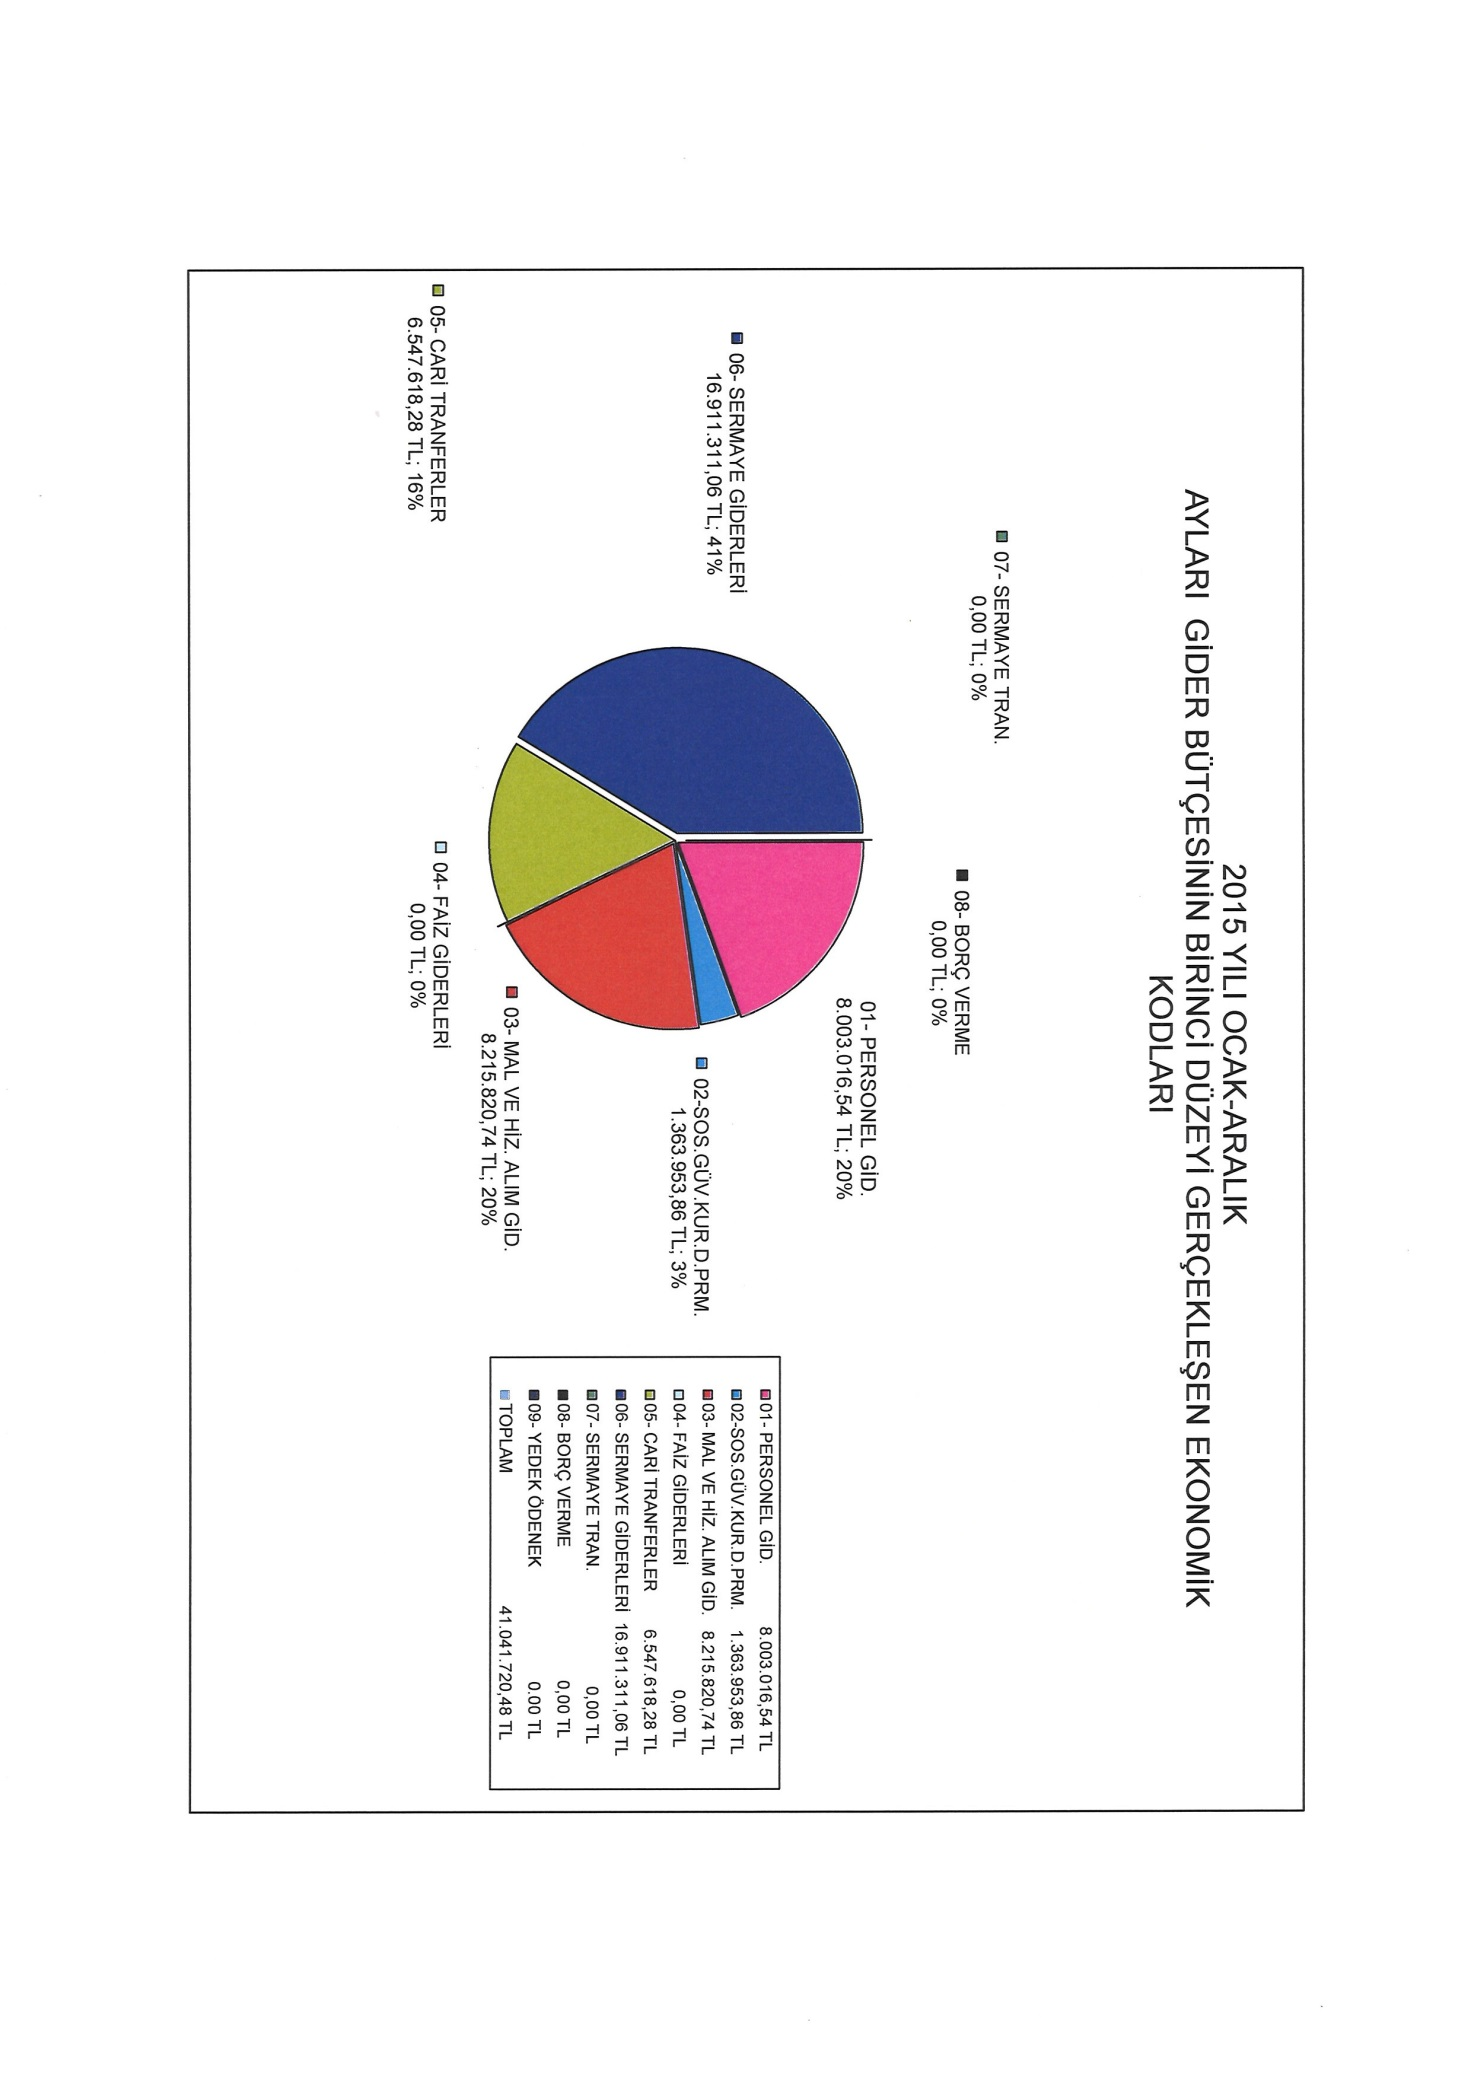 2015 YILI OCAK-ARALIK
AYLARI GİDER BÜTÇESİNİN BİRİNCİ DÜZEYİ GERÇEKLEŞEN EKONOMİK
KODLARI
07- SERMAYE TRAN.
0,00 TL; 0%
08- BORÇ VERME
0,00 TL; 0%
01- PERSONEL GİD.
8.003.016,54 TL; 20%
06- SERMAYE GİDERLERİ
16.911.311,06 TL; 41%
02-SOS.GÜV.KUR.D.PRM.
1.363.953,86 TL; 3%
03- MAL VE HİZ. ALIM GİD.
8.215.820,74 TL; 20%
05- CARİ TRANFERLER
6.547.618,28 TL; 16%
04- FAİZ GİDERLERİ
0,00 TL; 0%
01- PERSONEL GİD. 8.003.016,54 TL
02-SOS.GÜV.KUR.D.PRM. 1.363.953,86 TL
03- MAL VE HİZ. ALIM GİD. 8.215.820,74 TL
04- FAİZ GİDERLERİ 0,00 TL
05- CARİ TRANFERLER 6.547.618,28 TL
06- SERMAYE GİDERLERİ 16.911.311,06 TL
07- SERMAYE TRAN. 0,00 TL
08- BORÇ VERME 0,00 TL
09- YEDEK ÖDENEK 0.00 TL
TOPLAM 41.041.720,48 TL